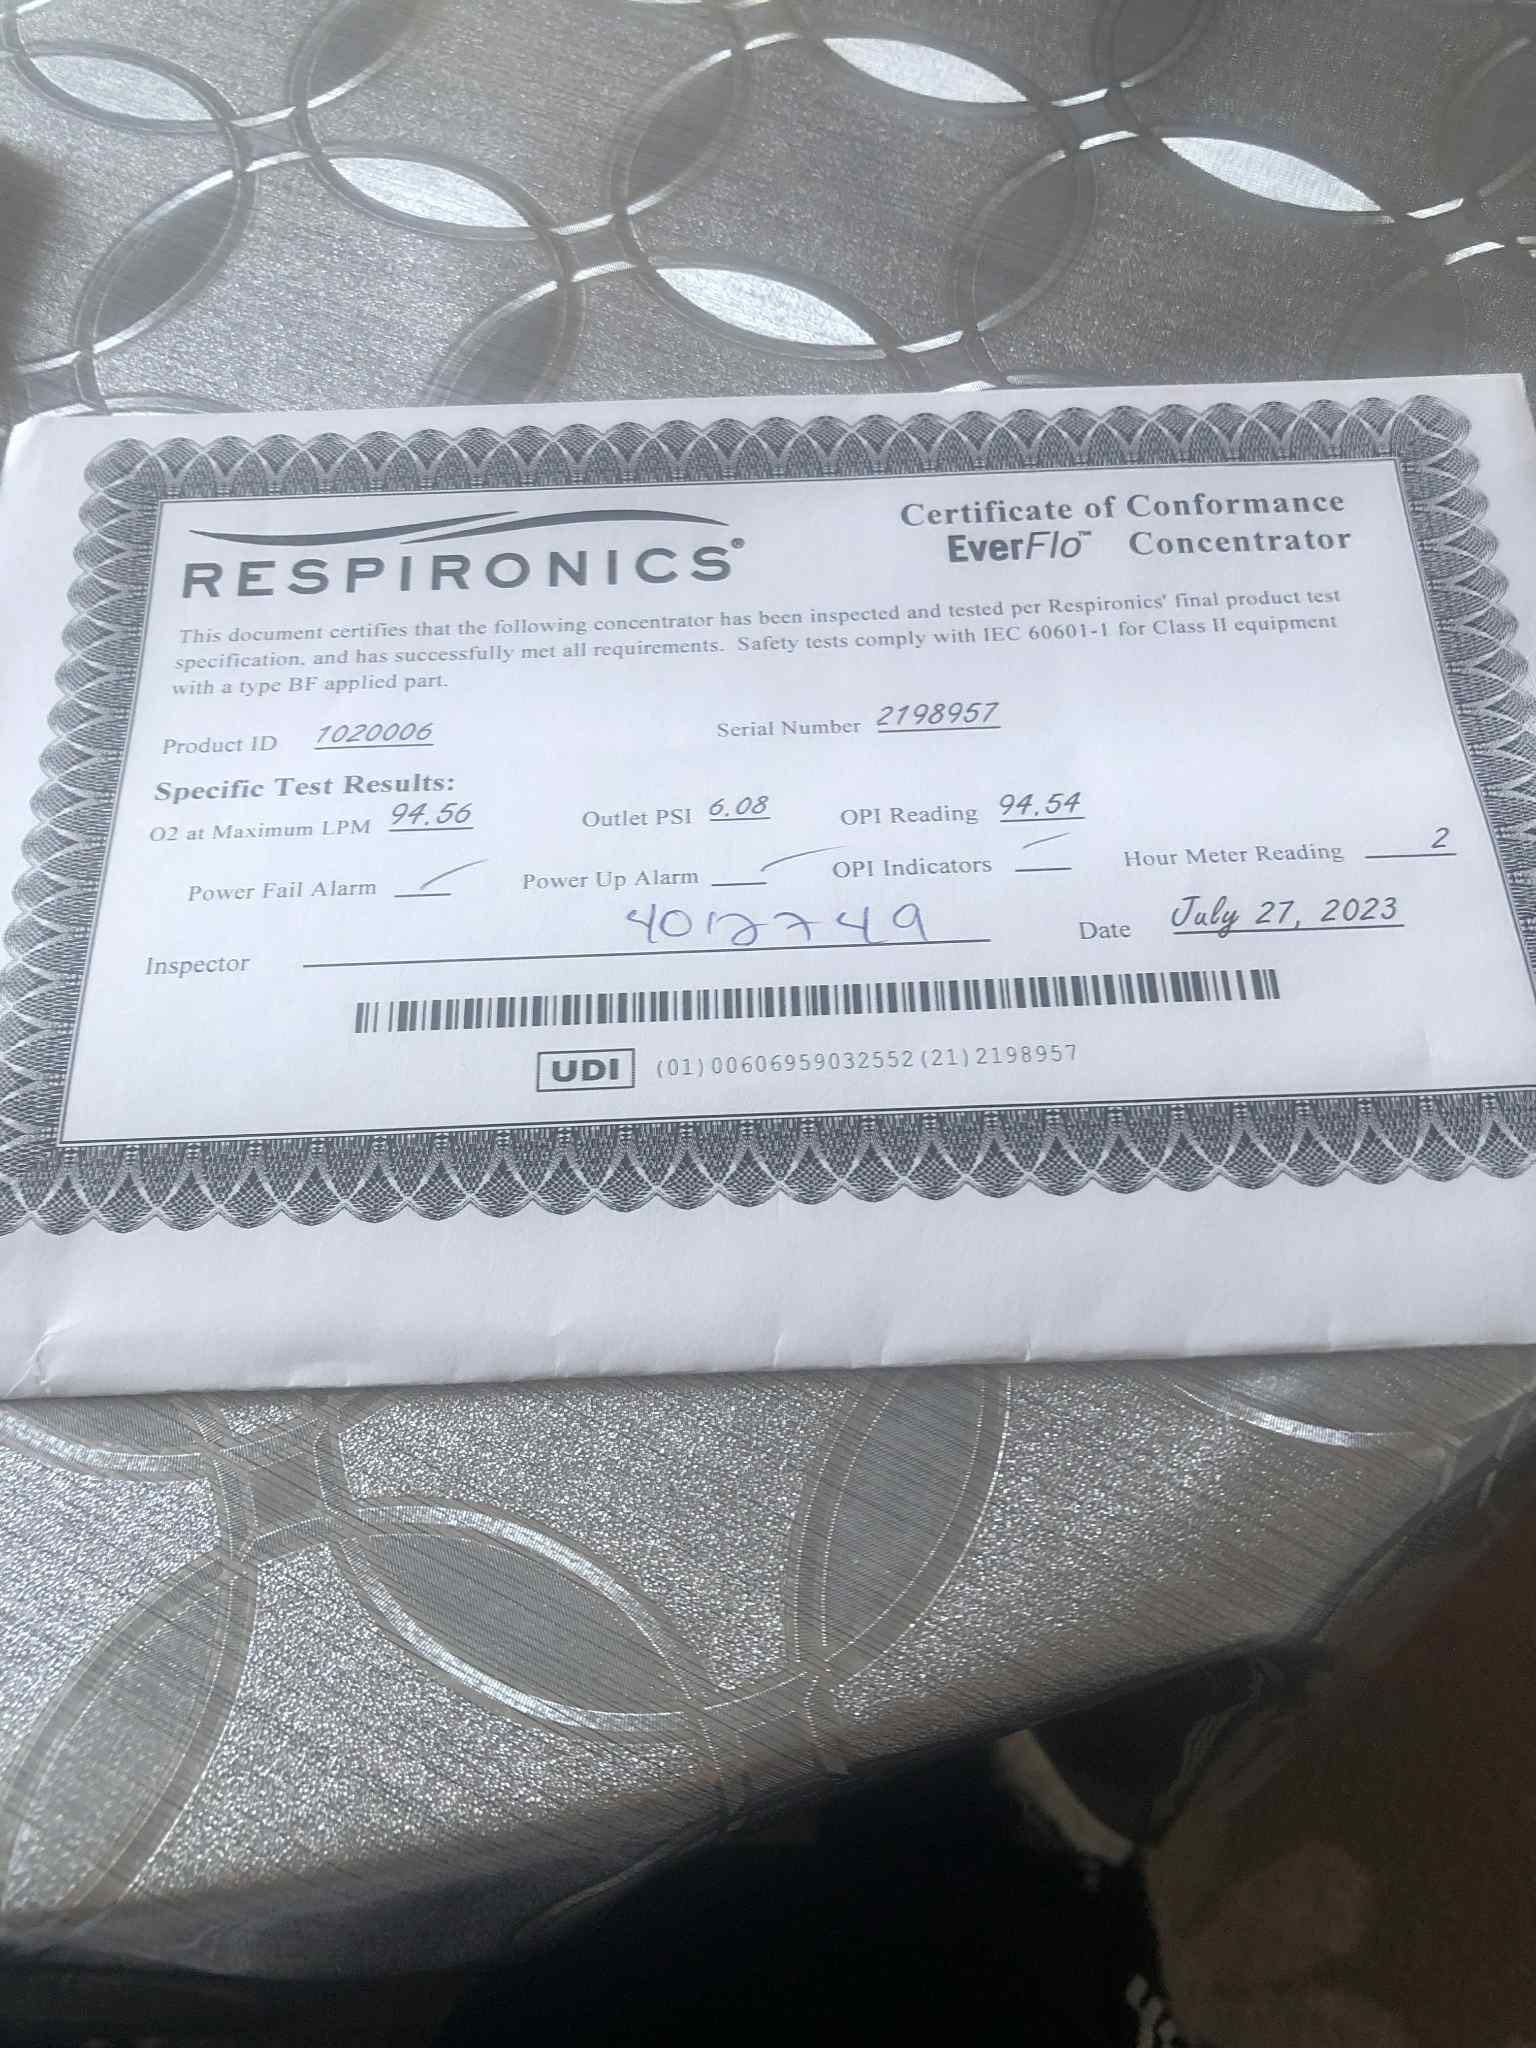 RESPIRONICS®
Certificate of Conformance
EverFlo™ Concentrator
This document certifies that the following concentrator has been inspected and tested per Respironics' final product test
specification, and has successfully met all requirements. Safety tests comply with IEC 60601-1 for Class II equipment
with a type BF applied part.
Product ID 1020006 Serial Number 2198957
Specific Test Results:
O2 at Maximum LPM 94.56 Outlet PSI 6.08 OPI Reading 94.54
Power Fail Alarm Power Up Alarm OPI Indicators Hour Meter Reading 2
Inspector 4012749 Date July 27, 2023
UDI (01)00606959032552(21)2198957